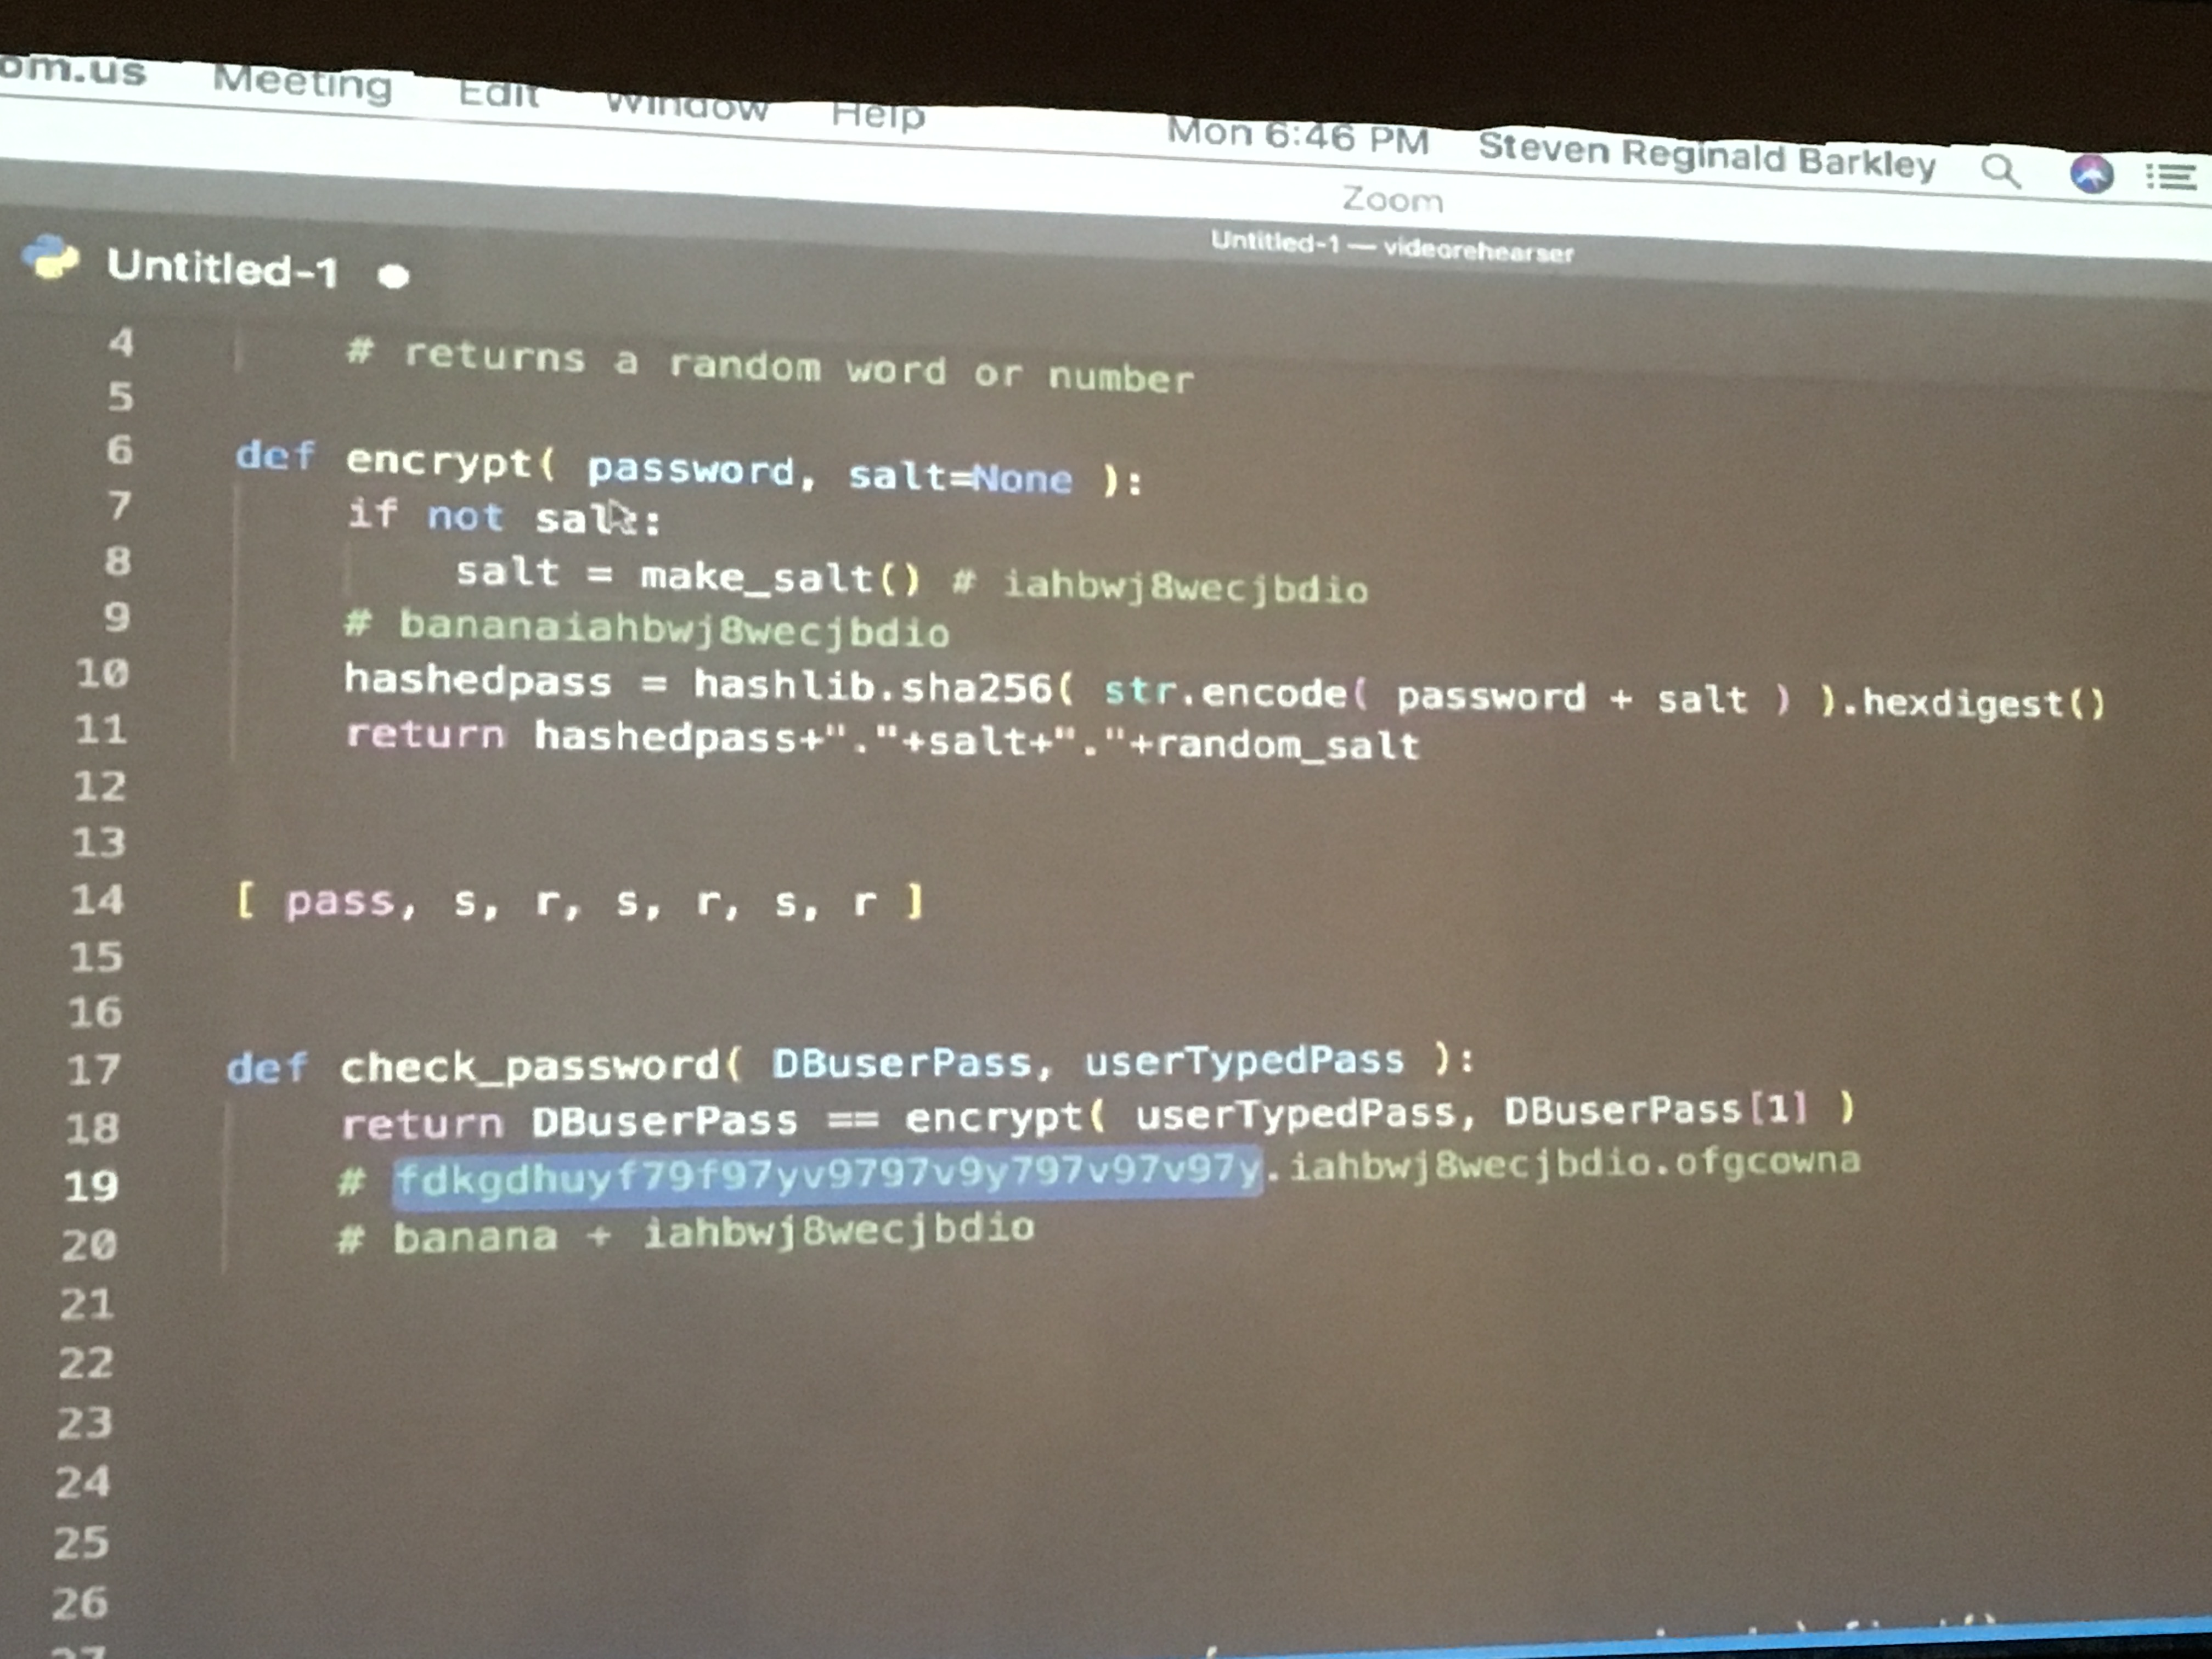 om.us Meeting Edit Window Help Mon 6:46 PM Steven Reginald Barkley
Zoom
Untitled-1 — videorehearser
Untitled-1
4 # returns a random word or number
5
6 def encrypt( password, salt=None ):
7 if not salt:
8 salt = make_salt() # iahbwj8wecjbdio
9 # bananaiahbwj8wecjbdio
10 hashedpass = hashlib.sha256( str.encode( password + salt ) ).hexdigest()
11 return hashedpass+"."+salt+"."+random_salt
12
13
14 [ pass, s, r, s, r, s, r ]
15
16
17 def check_password( DBuserPass, userTypedPass ):
18 return DBuserPass == encrypt( userTypedPass, DBuserPass[1] )
19 # fdkgdhuyf79f97yv9797v9y797v97v97y.iahbwj8wecjbdio.ofgcowna
20 # banana + iahbwj8wecjbdio
21
22
23
24
25
26
27